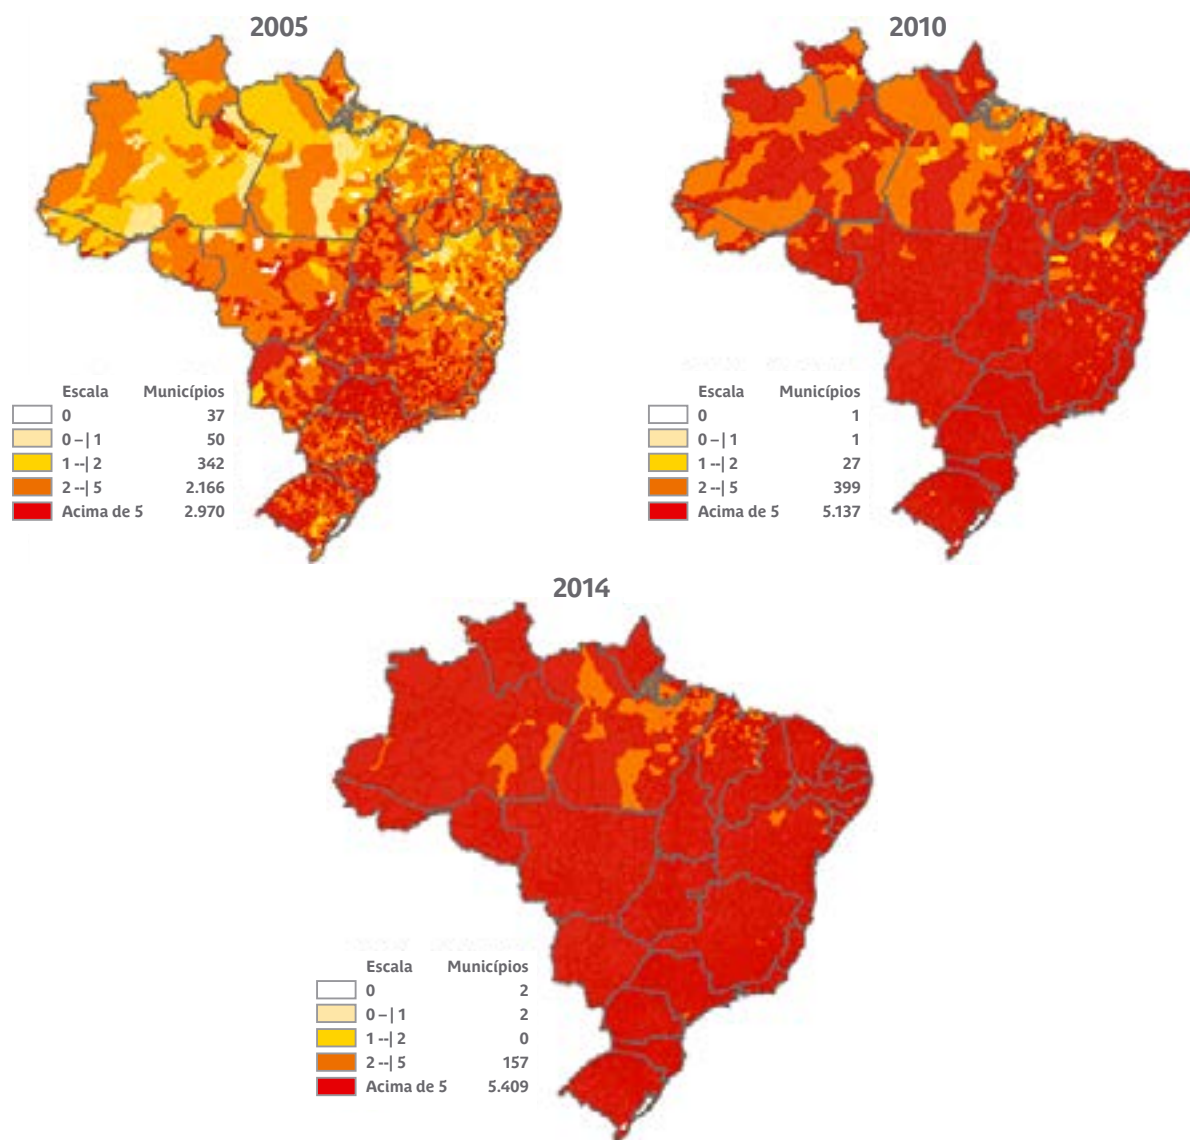 2005
Escala Municípios
0 37
0 –| 1 50
1 --| 2 342
2 --| 5 2.166
Acima de 5 2.970
2010
Escala Municípios
0 1
0 –| 1 1
1 --| 2 27
2 --| 5 399
Acima de 5 5.137
2014
Escala Municípios
0 2
0 –| 1 2
1 --| 2 0
2 --| 5 157
Acima de 5 5.409